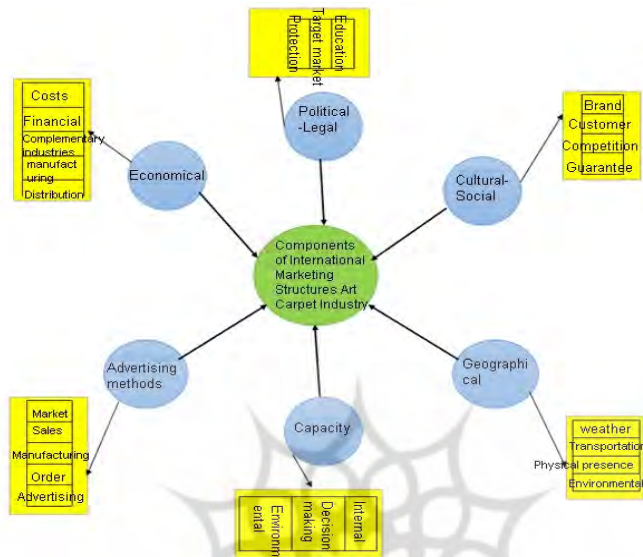 Education
Target market
Protection
Costs
Financial
Complementary
industries
manufact
uring
Distribution
Political
-Legal
Brand
Customer
Competition
Guarantee
Economical
Cultural-
Social
Components
of International
Marketing
Structures Art
Carpet Industry
Advertising
methods
Geographi
cal
Capacity
Market
Sales
Manufacturing
Order
Advertising
weather
Transportation
Physical presence
Environmental
Internal
Decision
making
Environm
ental